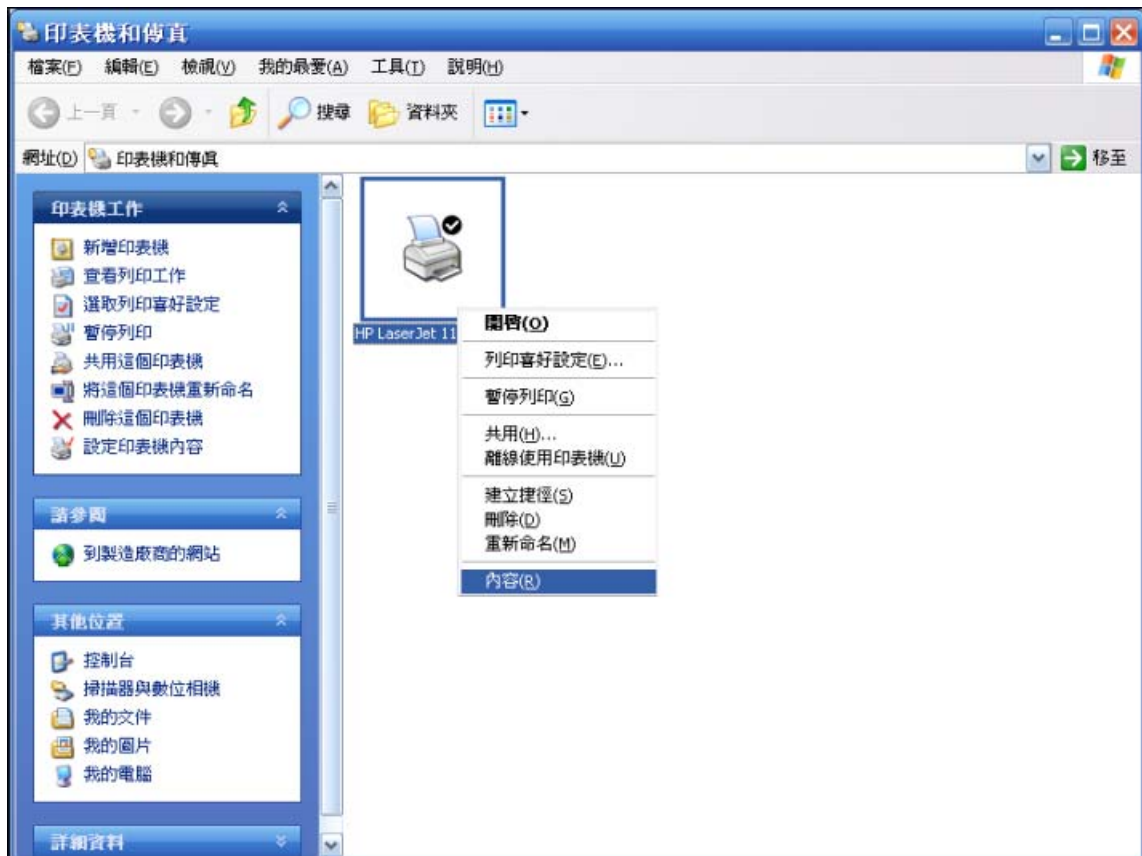 印表機和傳真
檔案(F) 編輯(E) 檢視(V) 我的最愛(A) 工具(T) 說明(H)
上一頁 搜尋 資料夾
網址(D) 印表機和傳真 移至
印表機工作
新增印表機
查看列印工作
選取列印喜好設定
暫停列印
共用這個印表機
將這個印表機重新命名
刪除這個印表機
設定印表機內容
請參閱
到製造廠商的網站
其他位置
控制台
掃描器與數位相機
我的文件
我的圖片
我的電腦
詳細資料
HP LaserJet 11
開啓(O)
列印喜好設定(E)...
暫停列印(G)
共用(H)...
離線使用印表機(U)
建立捷徑(S)
刪除(D)
重新命名(M)
內容(R)